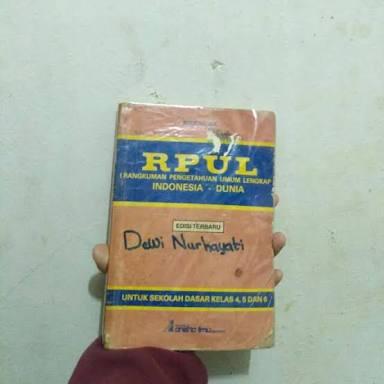 RPUL
(RANGKUMAN PENGETAHUAN UMUM LENGKAP
INDONESIA - DUNIA
EDISI TERBARU
Dewi Nurhayati
UNTUK SEKOLAH DASAR KELAS 4, 5 DAN 6